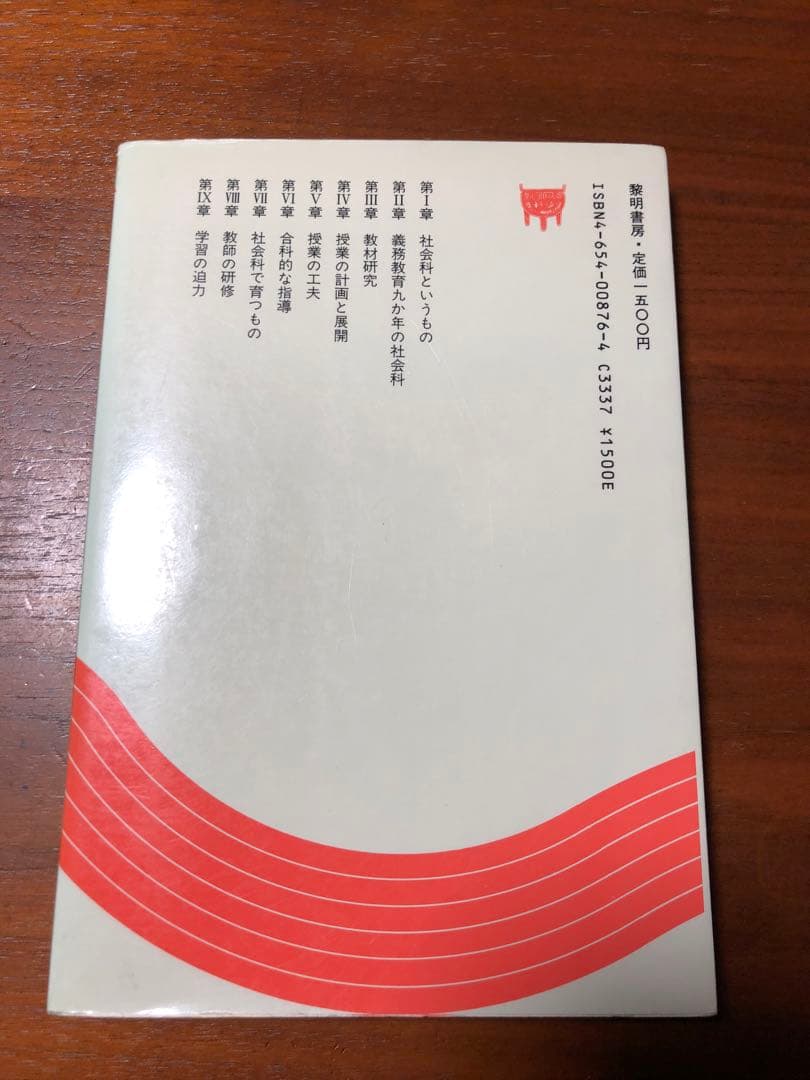 黎明書房・定価一五〇〇円
ISBN4-654-00876-4 C3337 ¥1500E
第Ⅰ章 社会科というもの
第Ⅱ章 義務教育九か年の社会科
第Ⅲ章 教材研究
第Ⅳ章 授業の計画と展開
第Ⅴ章 授業の工夫
第Ⅵ章 合科的な指導
第Ⅶ章 社会科で育つもの
第Ⅷ章 教師の研修
第Ⅸ章 学習の迫力